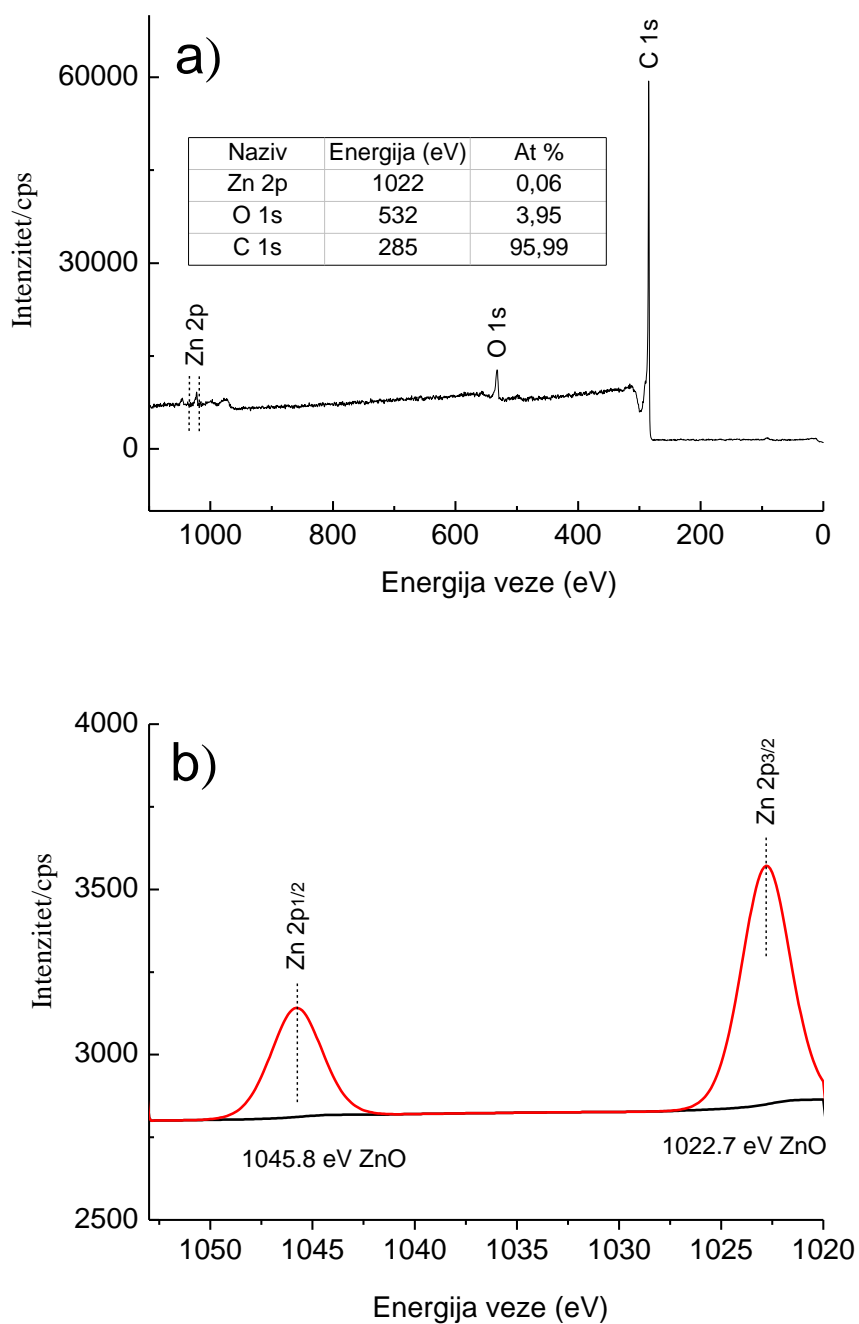 a)
C 1s
60000
Naziv Energija (eV) At %
Zn 2p 1022 0,06
O 1s 532 3,95
C 1s 285 95,99
Intenzitet/cps
30000
Zn 2p
O 1s
0
1000 800 600 400 200 0
Energija veze (eV)
4000
b)
Zn 2p3/2
3500
Zn 2p1/2
Intenzitet/cps
3000
1045.8 eV ZnO
1022.7 eV ZnO
2500
1050 1045 1040 1035 1030 1025 1020
Energija veze (eV)